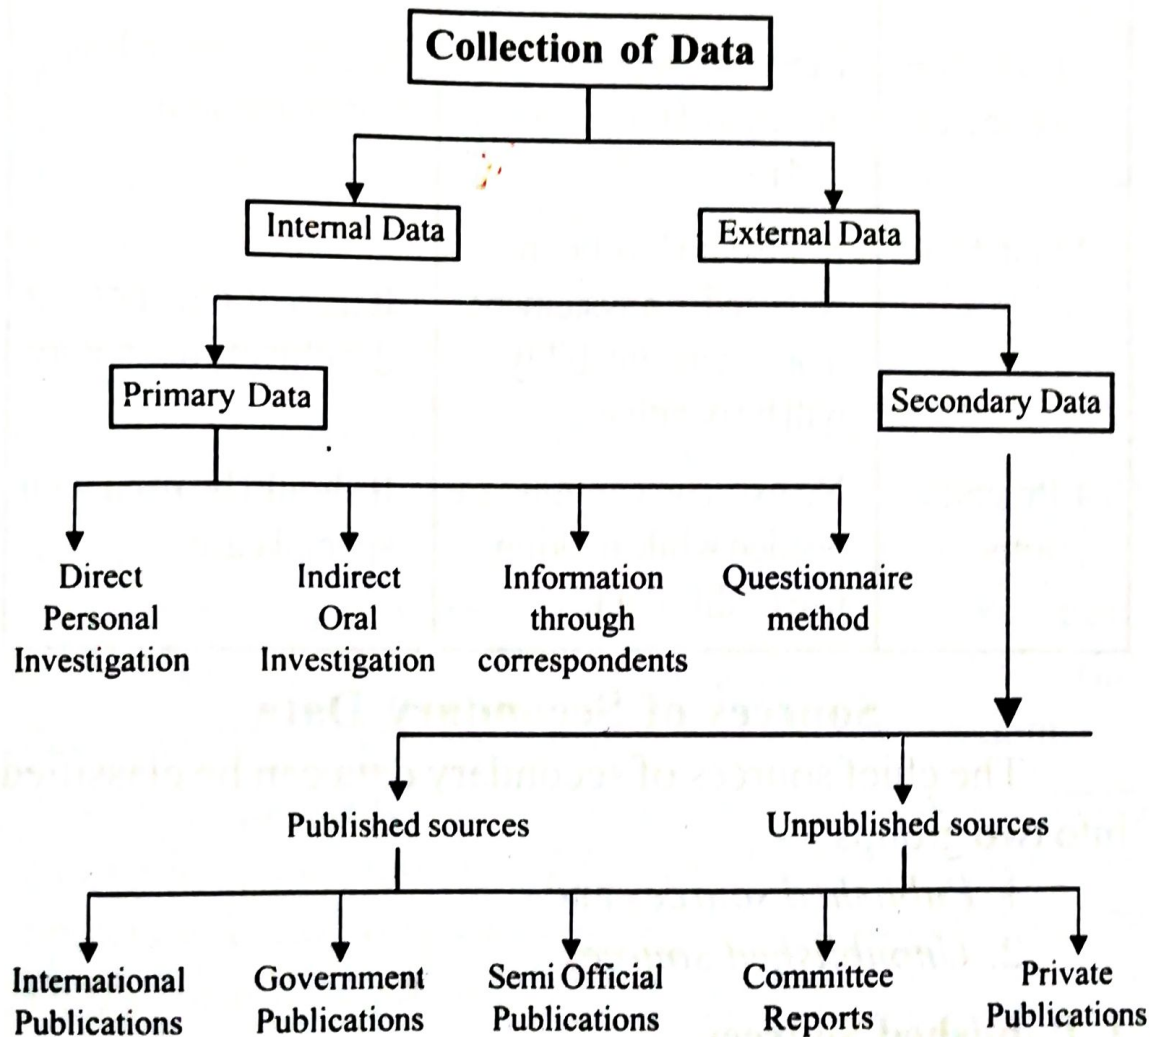 Collection of Data
Internal Data
External Data
Primary Data
Secondary Data
Direct
Personal
Investigation
Indirect
Oral
Investigation
Information
through
correspondents
Questionnaire
method
Published sources
Unpublished sources
International
Publications
Government
Publications
Semi Official
Publications
Committee
Reports
Private
Publications